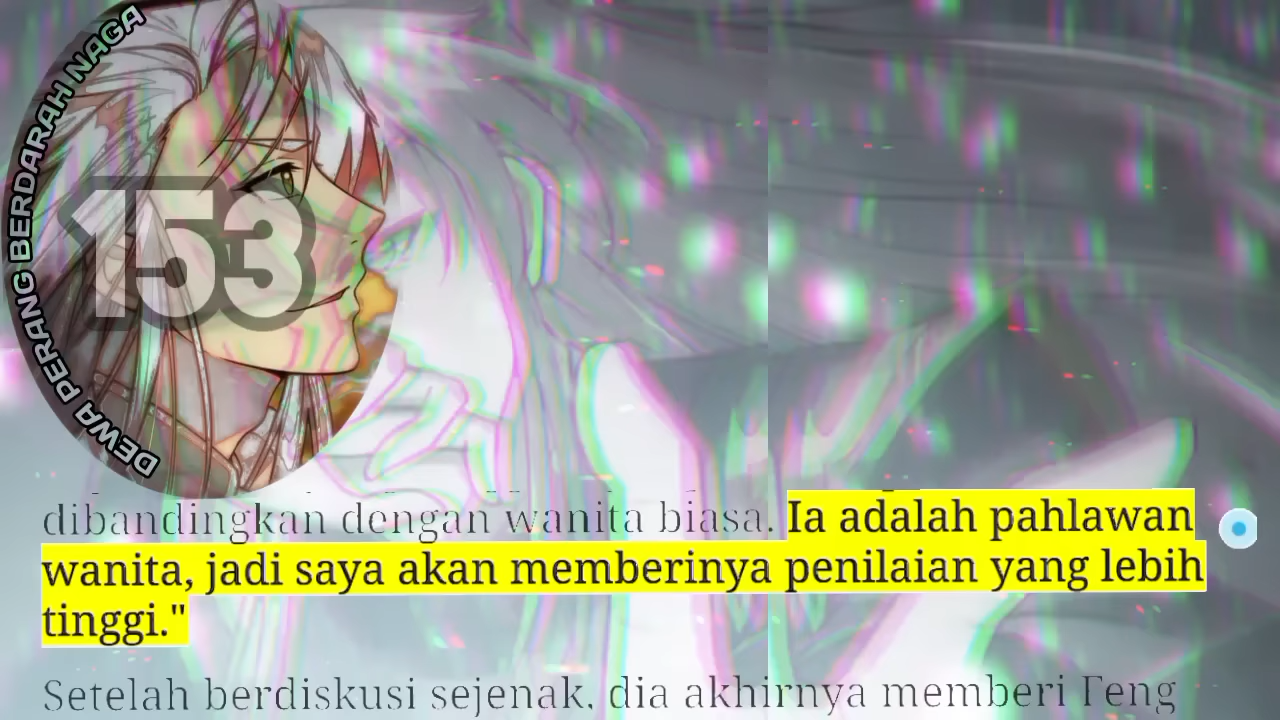 DEWA PERANG BERDARAH NAGA
153
dibandingkan dengan wanita biasa. Ia adalah pahlawan
wanita, jadi saya akan memberinya penilaian yang lebih
tinggi."
Setelah berdiskusi sejenak, dia akhirnya memberi Feng